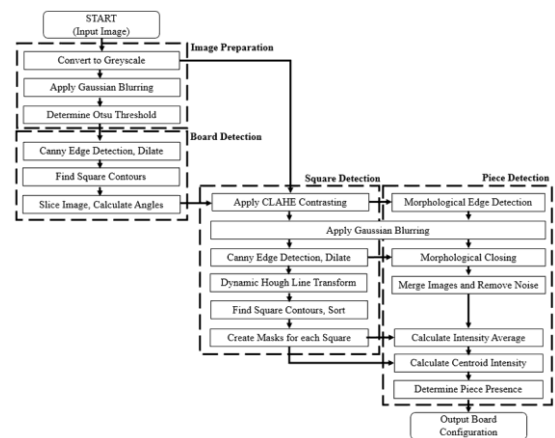 START
(Input Image)
Image Preparation
Convert to Greyscale
Apply Gaussian Blurring
Determine Otsu Threshold
Board Detection
Canny Edge Detection, Dilate
Find Square Contours
Slice Image, Calculate Angles
Square Detection
Apply CLAHE Contrasting
Apply Gaussian Blurring
Canny Edge Detection, Dilate
Dynamic Hough Line Transform
Find Square Contours, Sort
Create Masks for each Square
Piece Detection
Morphological Edge Detection
Morphological Closing
Merge Images and Remove Noise
Calculate Intensity Average
Calculate Centroid Intensity
Determine Piece Presence
Output Board
Configuration